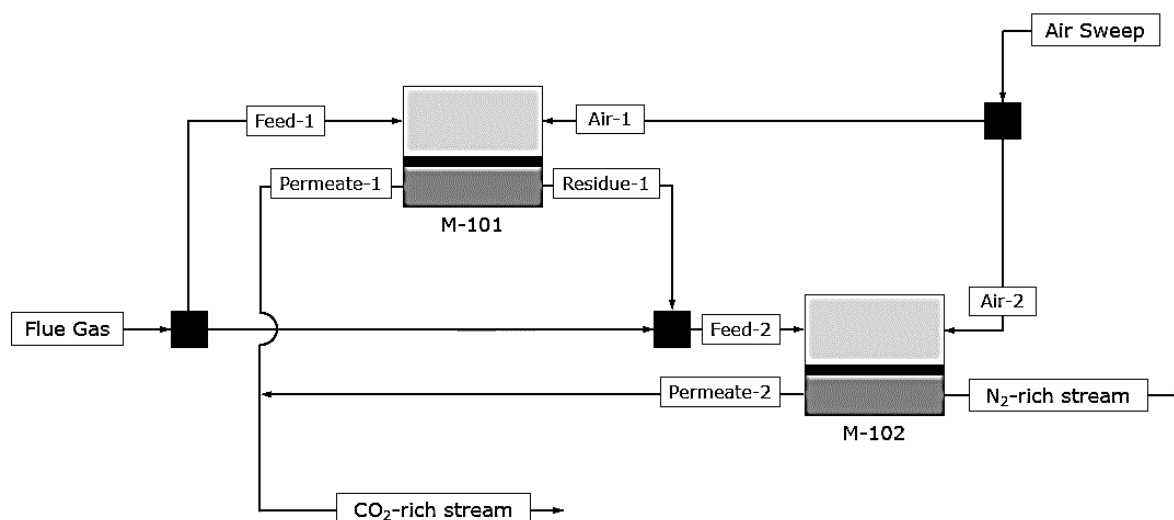 Air Sweep
Feed-1
Air-1
Permeate-1
Residue-1
M-101
Air-2
Flue Gas
Feed-2
Permeate-2
N₂-rich stream
M-102
CO₂-rich stream